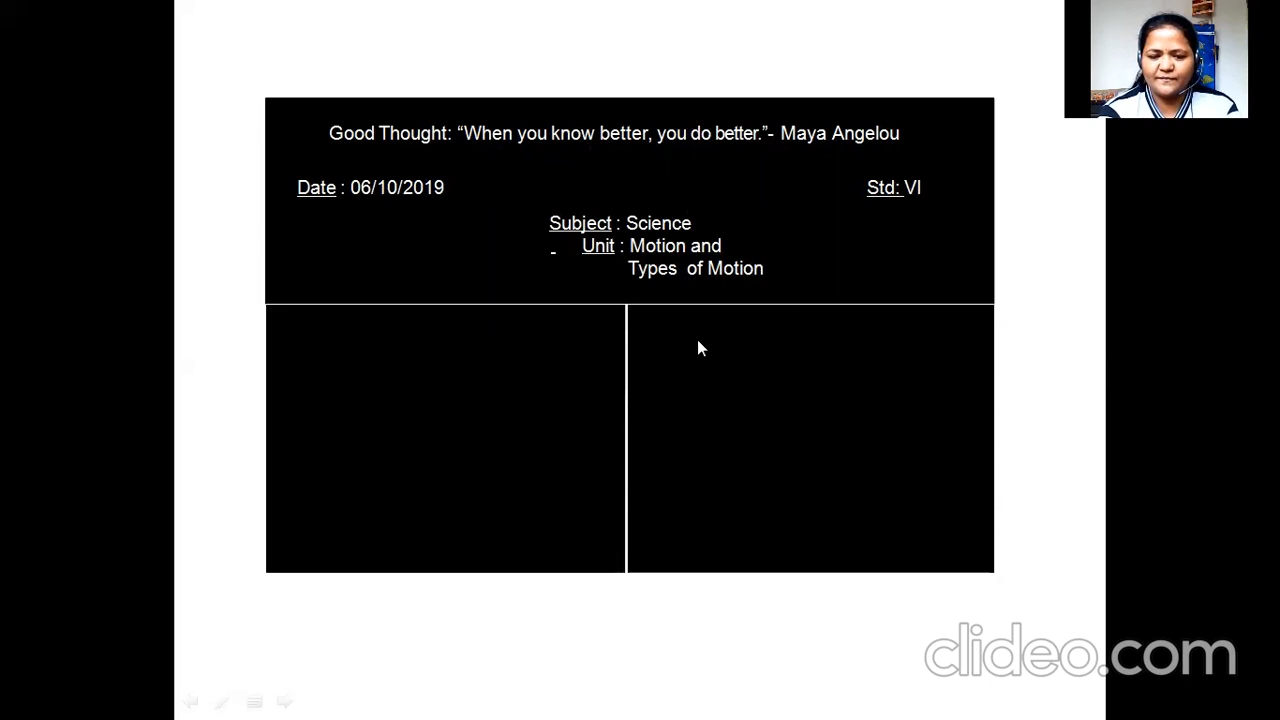 Good Thought: “When you know better, you do better.”- Maya Angelou
Date : 06/10/2019
Std: VI
Subject : Science
Unit : Motion and
Types of Motion
clideo.com